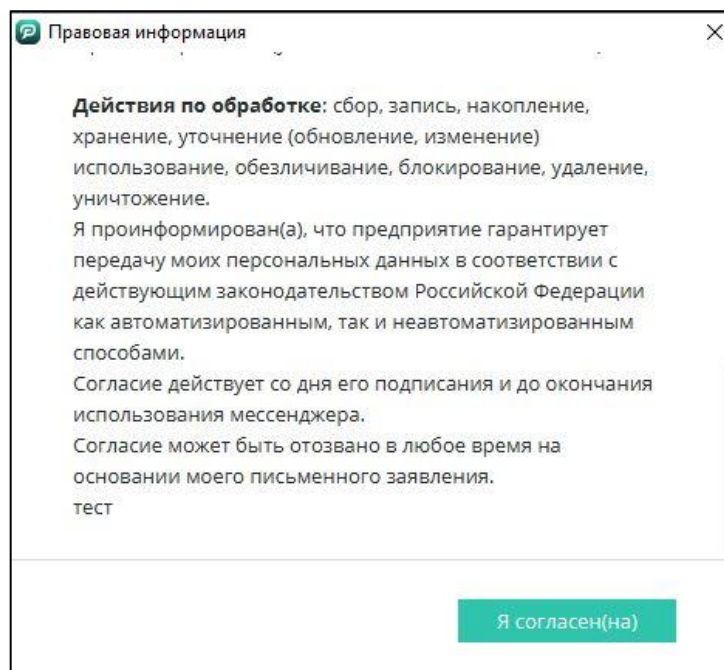 Правовая информация
Действия по обработке: сбор, запись, накопление,
хранение, уточнение (обновление, изменение)
использование, обезличивание, блокирование, удаление,
уничтожение.
Я проинформирован(а), что предприятие гарантирует
передачу моих персональных данных в соответствии с
действующим законодательством Российской Федерации
как автоматизированным, так и неавтоматизированным
способами.
Согласие действует со дня его подписания и до окончания
использования мессенджера.
Согласие может быть отозвано в любое время на
основании моего письменного заявления.
тест
Я согласен(на)